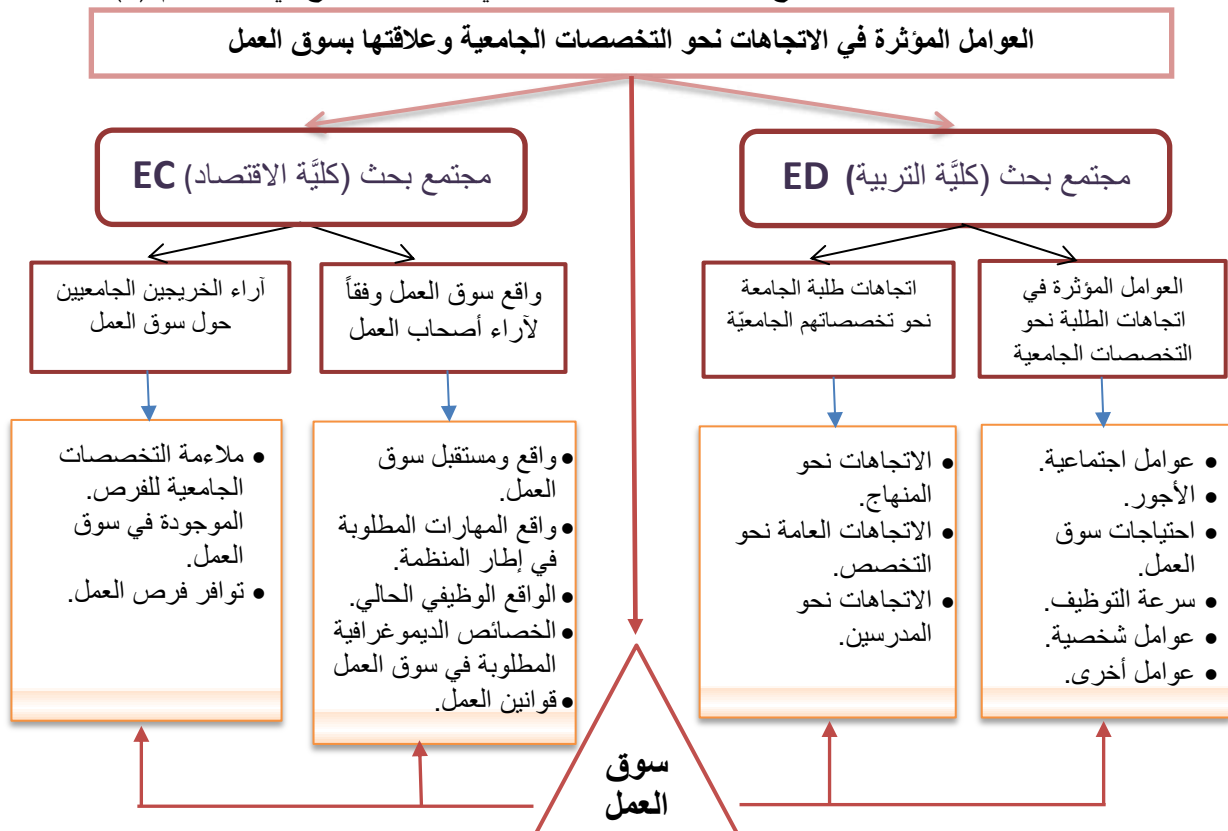 العوامل المؤثرة في الاتجاهات نحو التخصصات الجامعية وعلاقتها بسوق العمل
مجتمع بحث (كليَّة التربية) ED
مجتمع بحث (كليَّة الاقتصاد) EC
العوامل المؤثرة في
اتجاهات الطلبة نحو
التخصصات الجامعية
اتجاهات طلبة الجامعة
نحو تخصصاتهم الجامعيّة
واقع سوق العمل وفقاً
لآراء أصحاب العمل
آراء الخريجين الجامعيين
حول سوق العمل
• عوامل اجتماعية.
• الأجور.
• احتياجات سوق
العمل.
• سرعة التوظيف.
• عوامل شخصية.
• عوامل أخرى.
• الاتجاهات نحو
المنهاج.
• الاتجاهات العامة نحو
التخصص.
• الاتجاهات نحو
المدرسين.
• واقع ومستقبل سوق
العمل.
• واقع المهارات المطلوبة
في إطار المنظمة.
• الواقع الوظيفي الحالي.
• الخصائص الديموغرافية
المطلوبة في سوق العمل
• قوانين العمل.
• ملاءمة التخصصات
الجامعية للفرص.
الموجودة في سوق
العمل.
• توافر فرص العمل.
سوق
العمل